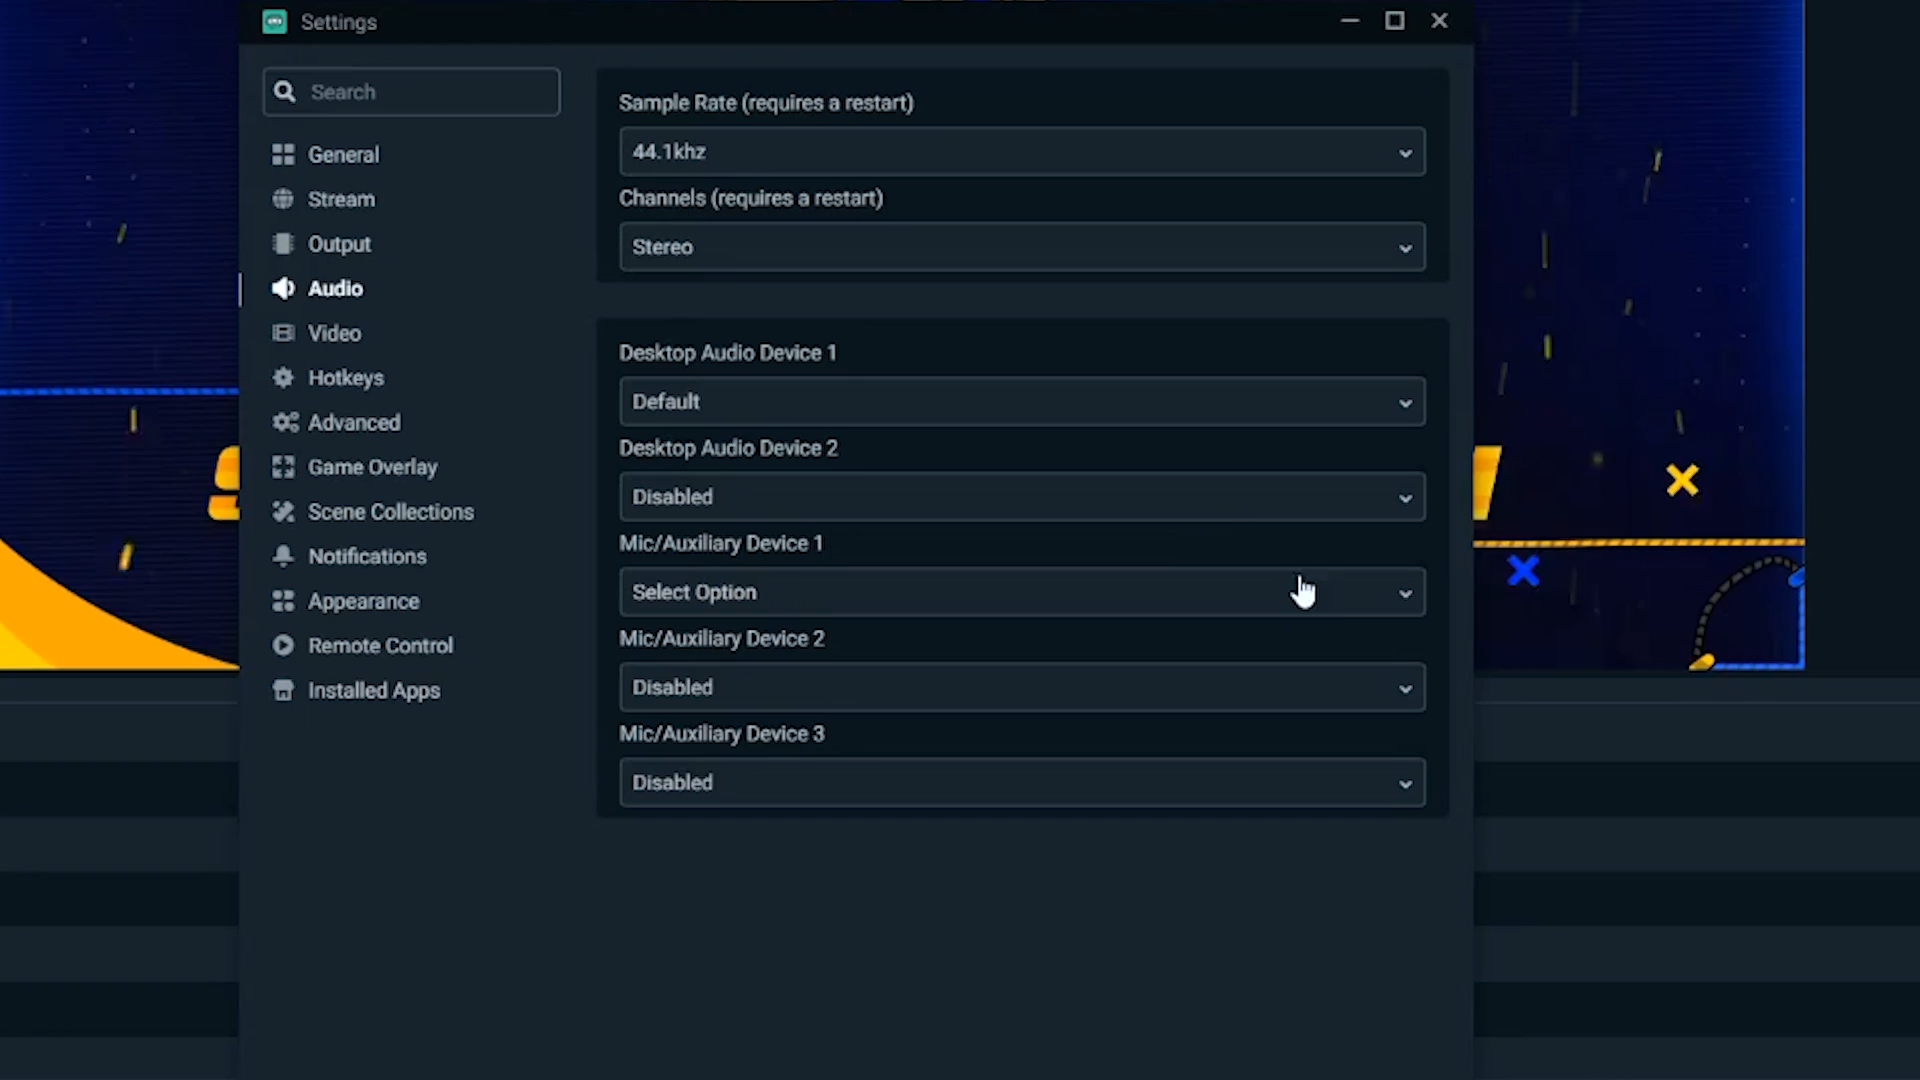 Settings
Search
General
Stream
Output
Audio
Video
Hotkeys
Advanced
Game Overlay
Scene Collections
Notifications
Appearance
Remote Control
Installed Apps
Sample Rate (requires a restart)
44.1khz
Channels (requires a restart)
Stereo
Desktop Audio Device 1
Default
Desktop Audio Device 2
Disabled
Mic/Auxiliary Device 1
Select Option
Mic/Auxiliary Device 2
Disabled
Mic/Auxiliary Device 3
Disabled